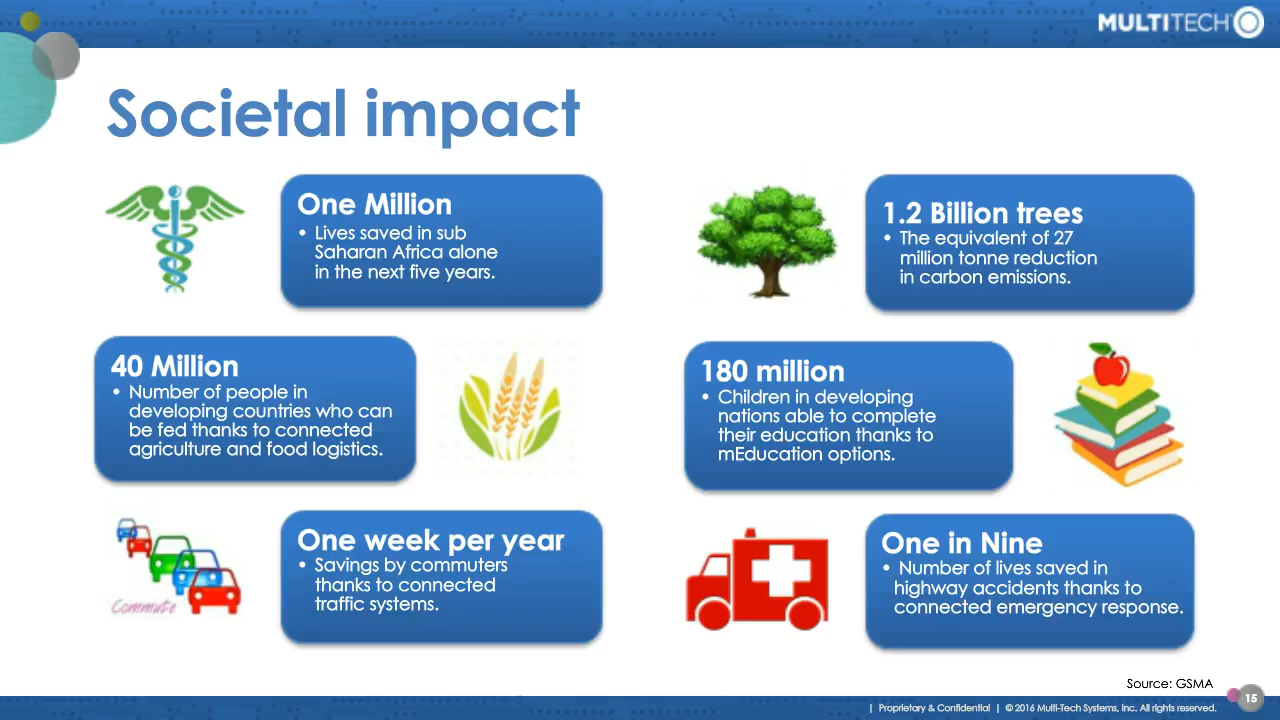 MULTITECH
Societal impact
One Million
• Lives saved in sub
Saharan Africa alone
in the next five years.
1.2 Billion trees
• The equivalent of 27
million tonne reduction
in carbon emissions.
40 Million
• Number of people in
developing countries who can
be fed thanks to connected
agriculture and food logistics.
180 million
• Children in developing
nations able to complete
their education thanks to
mEducation options.
Commute
One week per year
• Savings by commuters
thanks to connected
traffic systems.
One in Nine
• Number of lives saved in
highway accidents thanks to
connected emergency response.
Source: GSMA
| Proprietary & Confidential | © 2016 Multi-Tech Systems, Inc. All rights reserved.
15